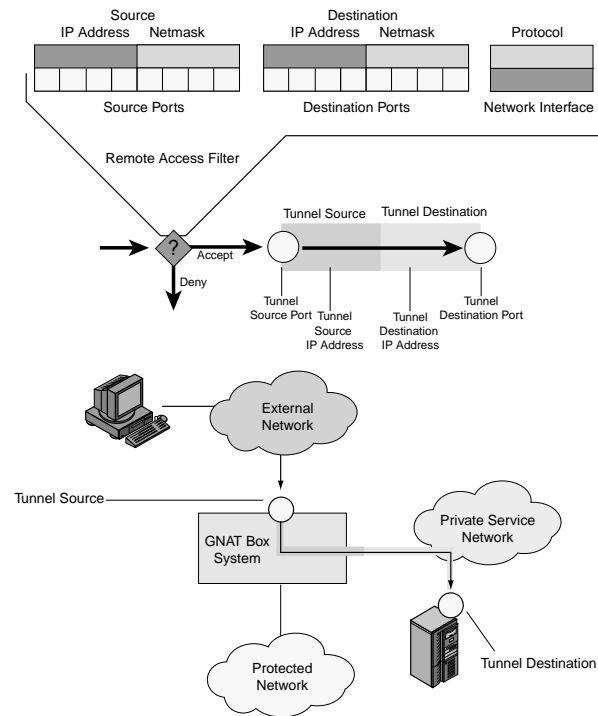 Source
IP Address Netmask
Destination
IP Address Netmask
Protocol
Source Ports
Destination Ports
Network Interface
Remote Access Filter
?
Accept
Deny
Tunnel Source
Tunnel Destination
Tunnel
Source Port
Tunnel
Source
IP Address
Tunnel
Destination
IP Address
Tunnel
Destination Port
External
Network
Tunnel Source
GNAT Box
System
Private Service
Network
Protected
Network
Tunnel Destination